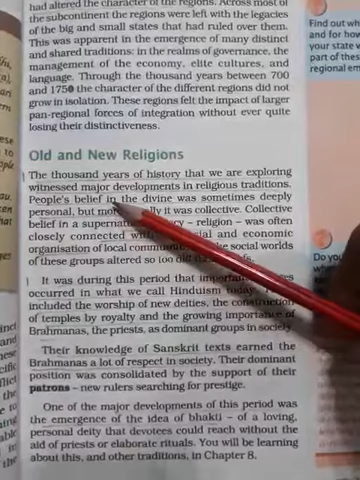 had altered the character of the regions. Across most of
the subcontinent the regions were left with the legacies
of the big and small states that had ruled over them.
This was apparent in the emergence of many distinct
and shared traditions: in the realms of governance, the
management of the economy, elite cultures, and
language. Through the thousand years between 700
and 1750 the character of the different regions did not
grow in isolation. These regions felt the impact of larger
pan-regional forces of integration without ever quite
losing their distinctiveness.
Old and New Religions
The thousand years of history that we are exploring
witnessed major developments in religious traditions.
People's belief in the divine was sometimes deeply
personal, but more it was collective. Collective
belief in a – religion – was often
closely connected and economic
organisation of local social worlds
of these groups altered so too
It was during this period that
occurred in what we call Hinduism today.
included the worship of new deities, the construction
of temples by royalty and the growing importance of
Brahmanas, the priests, as dominant groups in society.
Their knowledge of Sanskrit texts earned the
Brahmanas a lot of respect in society. Their dominant
position was consolidated by the support of their
patrons – new rulers searching for prestige.
One of the major developments of this period was
the emergence of the idea of bhakti – of a loving,
personal deity that devotees could reach without the
aid of priests or elaborate rituals. You will be learning
about this, and other traditions, in Chapter 8.
Find out
and for how
your state
part of thes
regional em
Do you